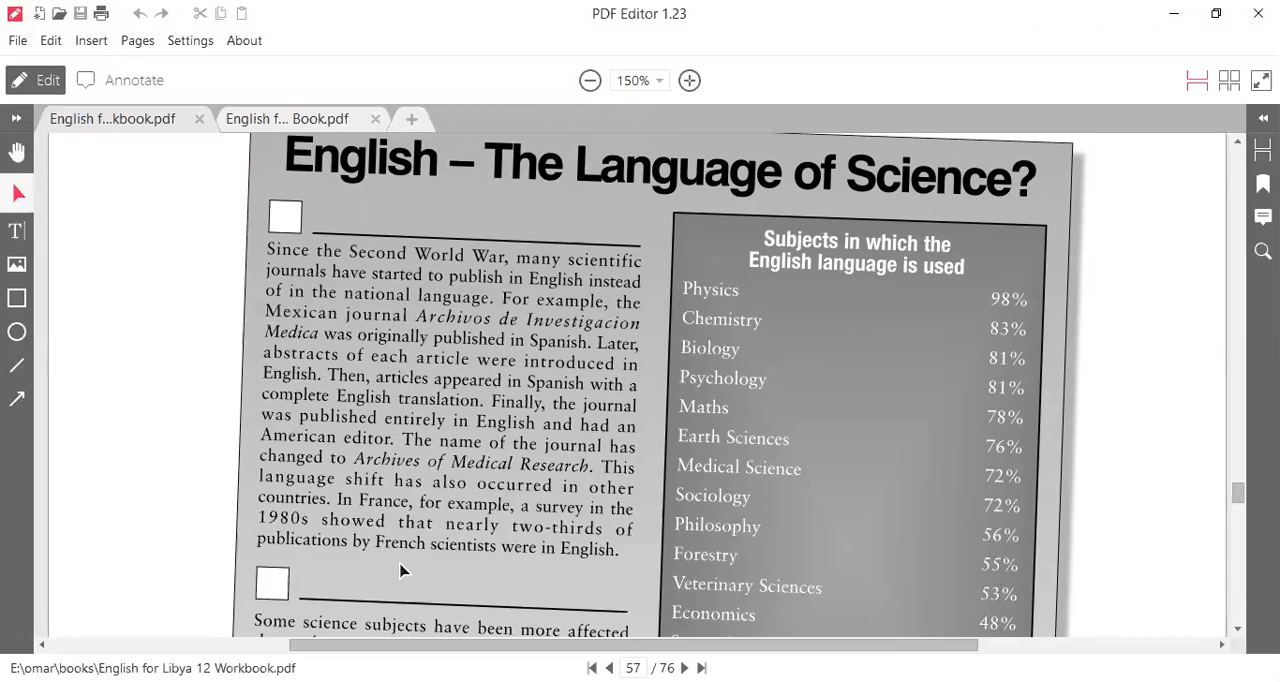 PDF Editor 1.23
File Edit Insert Pages Settings About
Edit Annotate
150%
English f...kbook.pdf
English f... Book.pdf
English – The Language of Science?
Since the Second World War, many scientific
journals have started to publish in English instead
of in the national language. For example, the
Mexican journal Archivos de Investigacion
Medica was originally published in Spanish. Later,
abstracts of each article were introduced in
English. Then, articles appeared in Spanish with a
complete English translation. Finally, the journal
was published entirely in English and had an
American editor. The name of the journal has
changed to Archives of Medical Research. This
language shift has also occurred in other
countries. In France, for example, a survey in the
1980s showed that nearly two-thirds of
publications by French scientists were in English.
Some science subjects have been more affected
Subjects in which the
English language is used
Physics 98%
Chemistry 83%
Biology 81%
Psychology 81%
Maths 78%
Earth Sciences 76%
Medical Science 72%
Sociology 72%
Philosophy 56%
Forestry 55%
Veterinary Sciences 53%
Economics 48%
E:\omar\books\English for Libya 12 Workbook.pdf
57 / 76